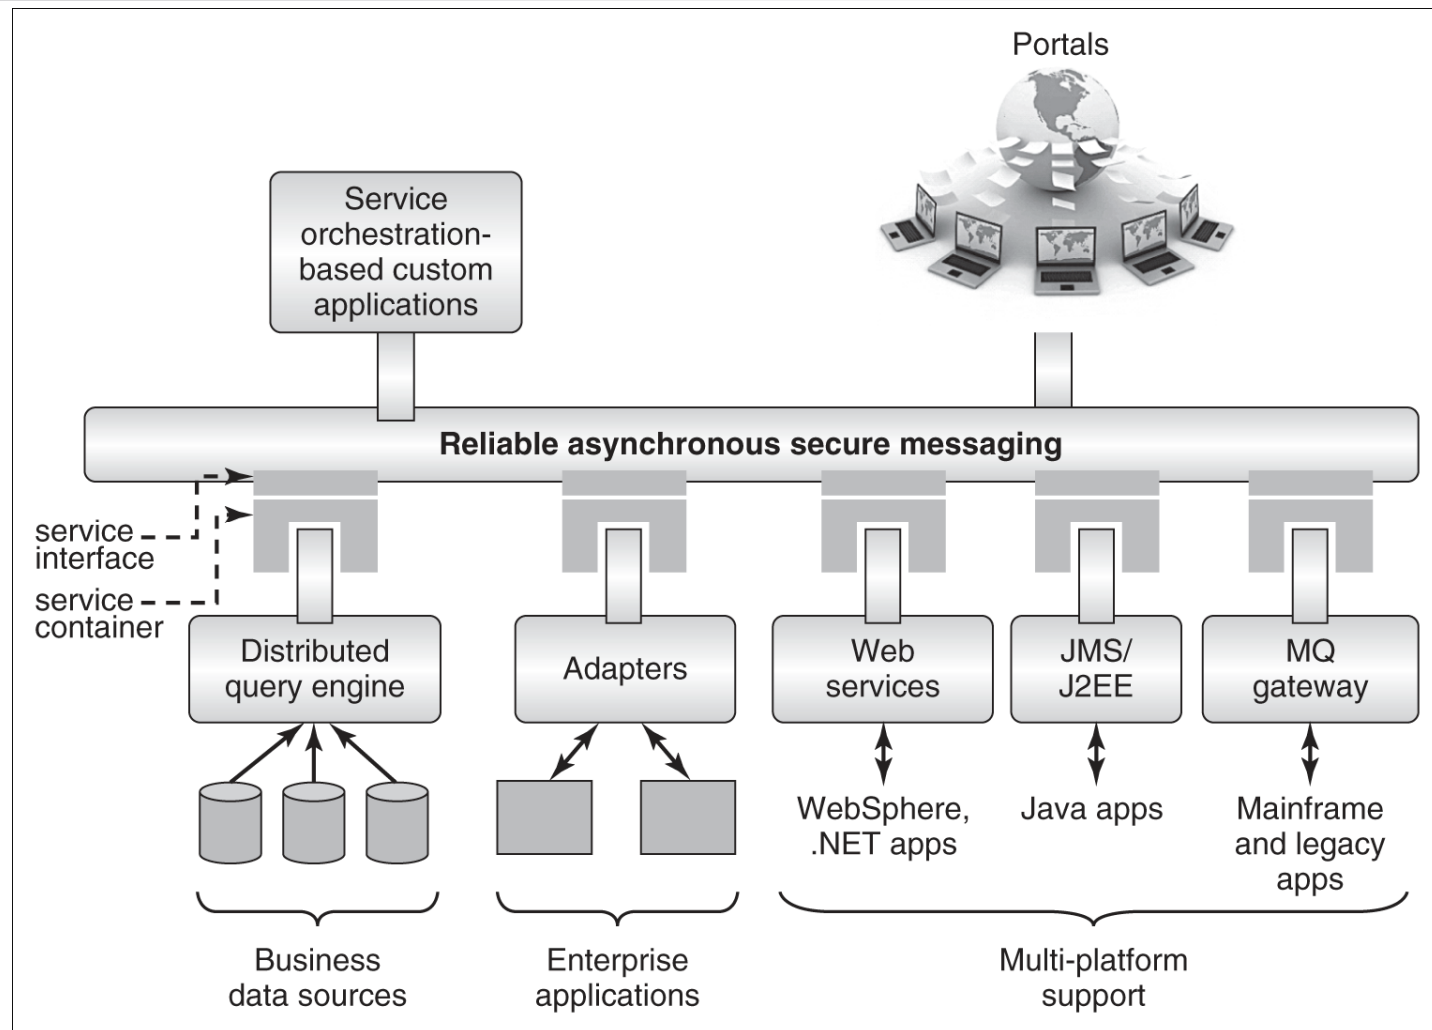 Portals
Service
orchestration-
based custom
applications
Reliable asynchronous secure messaging
service
interface
service
container
Distributed
query engine
Adapters
Web
services
JMS/
J2EE
MQ
gateway
WebSphere,
.NET apps
Java apps
Mainframe
and legacy
apps
Business
data sources
Enterprise
applications
Multi-platform
support